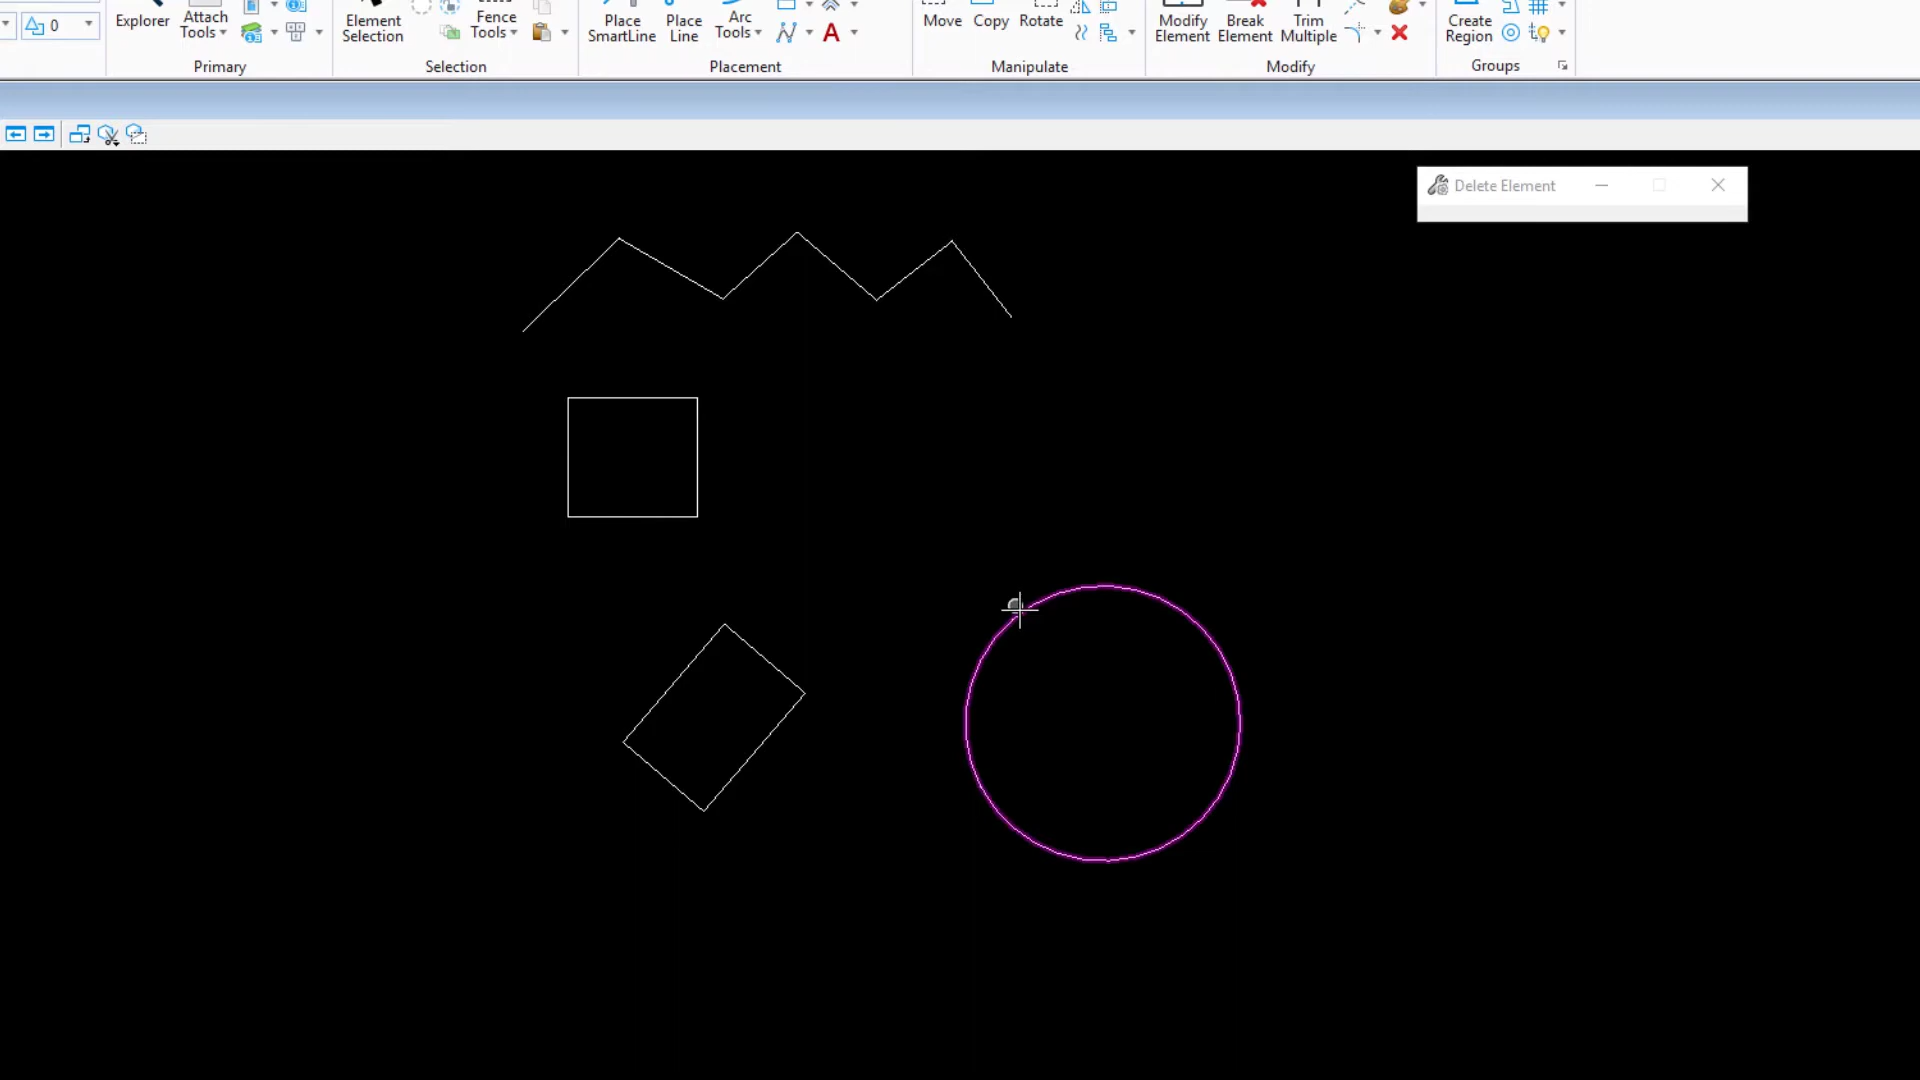 0
Explorer
Attach
Tools
Element
Selection
Fence
Tools
Place
SmartLine
Place
Line
Arc
Tools
A
Move
Copy
Rotate
Modify
Element
Break
Element
Trim
Multiple
Create
Region
Primary
Selection
Placement
Manipulate
Modify
Groups
Delete Element